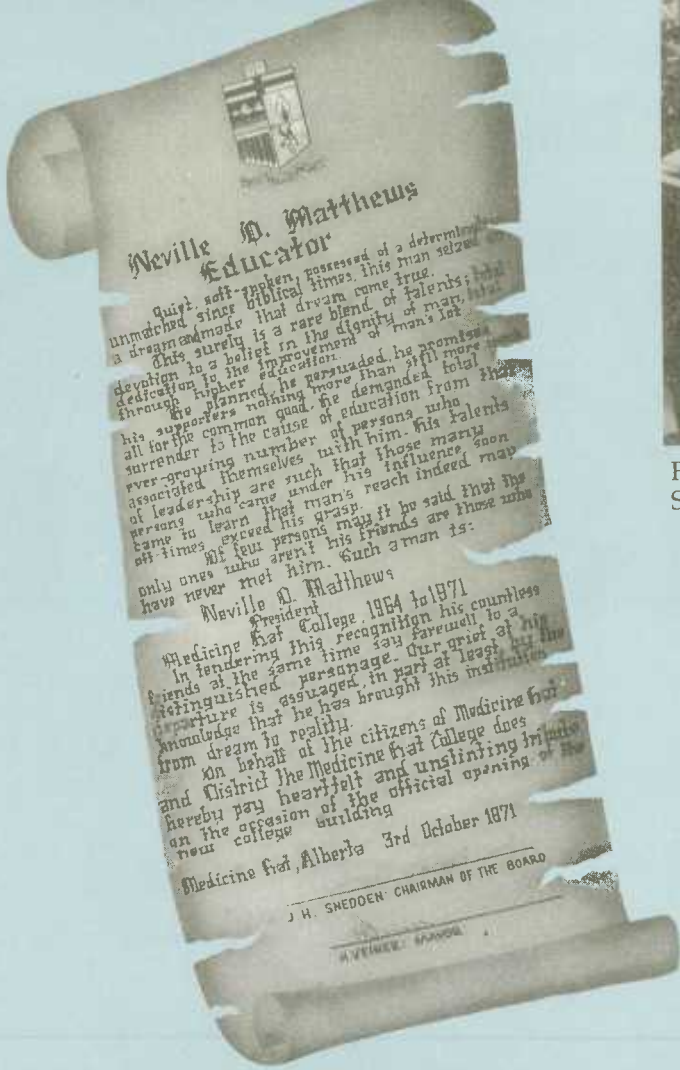 Neville D. Matthews
Educator
Quiet, soft-spoken, possessed of a determination
unmatched since biblical times, this man seized on
a dream and made that dream come true.
This surely is a rare blend of talents; total
devotion to a belief in the dignity of man, total
dedication to the improvement of man's lot
through higher education.
He planned, he persuaded, he promised
his supporters nothing more than still more work
all for the common good. He demanded total
surrender to the cause of education from that
ever-growing number of persons who
associated themselves with him. His talents
of leadership are such that those many
persons who came under his influence soon
came to learn that man's reach indeed may
oft-times exceed his grasp.
Of few persons may it be said that the
only ones who aren't his friends are those who
have never met him. Such a man is:
Neville D. Matthews
President
Medicine Hat College, 1964 to 1971
In tendering this recognition his countless
friends at the same time say farewell to a
distinguished personage. Our grief at his
departure is assuaged, in part at least, by the
knowledge that he has brought this institution
from dream to reality.
On behalf of the citizens of Medicine Hat
and District the Medicine Hat College does
hereby pay heartfelt and unstinting tribute
on the occasion of the official opening of the
new college building
Medicine Hat, Alberta 3rd October 1971
J H. SNEDDEN: CHAIRMAN OF THE BOARD
H. VEINER: MAYOR